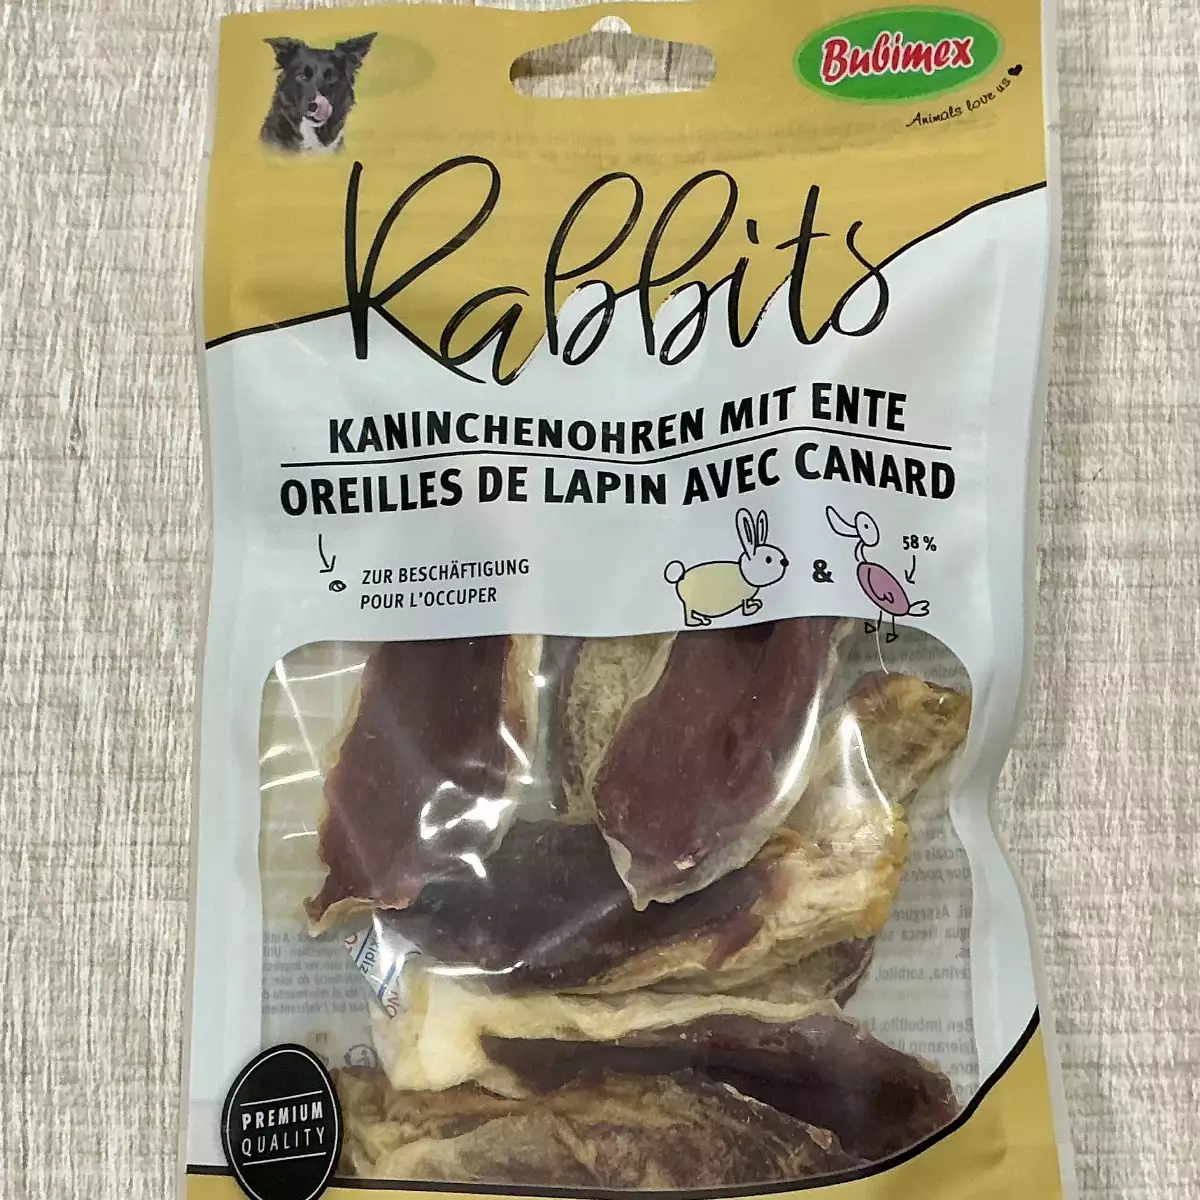 Bubimex
Animals love us
Rabbits
KANINCHENOHREN MIT ENTE
OREILLES DE LAPIN AVEC CANARD
58 %
&
ZUR BESCHÄFTIGUNG
POUR L'OCCUPER
PREMIUM
QUALITY